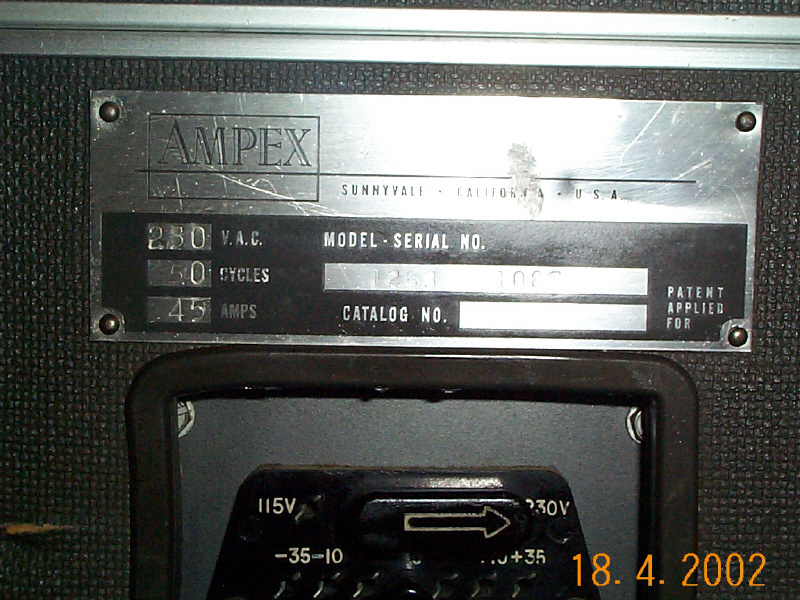 AMPEX
SUNNYVALE · CALIFORNIA · U.S.A.
230 V.A.C. MODEL - SERIAL NO.
50 CYCLES
.45 AMPS CATALOG NO.
PATENT
APPLIED
FOR
115V 230V
-35-10 +35
18. 4. 2002